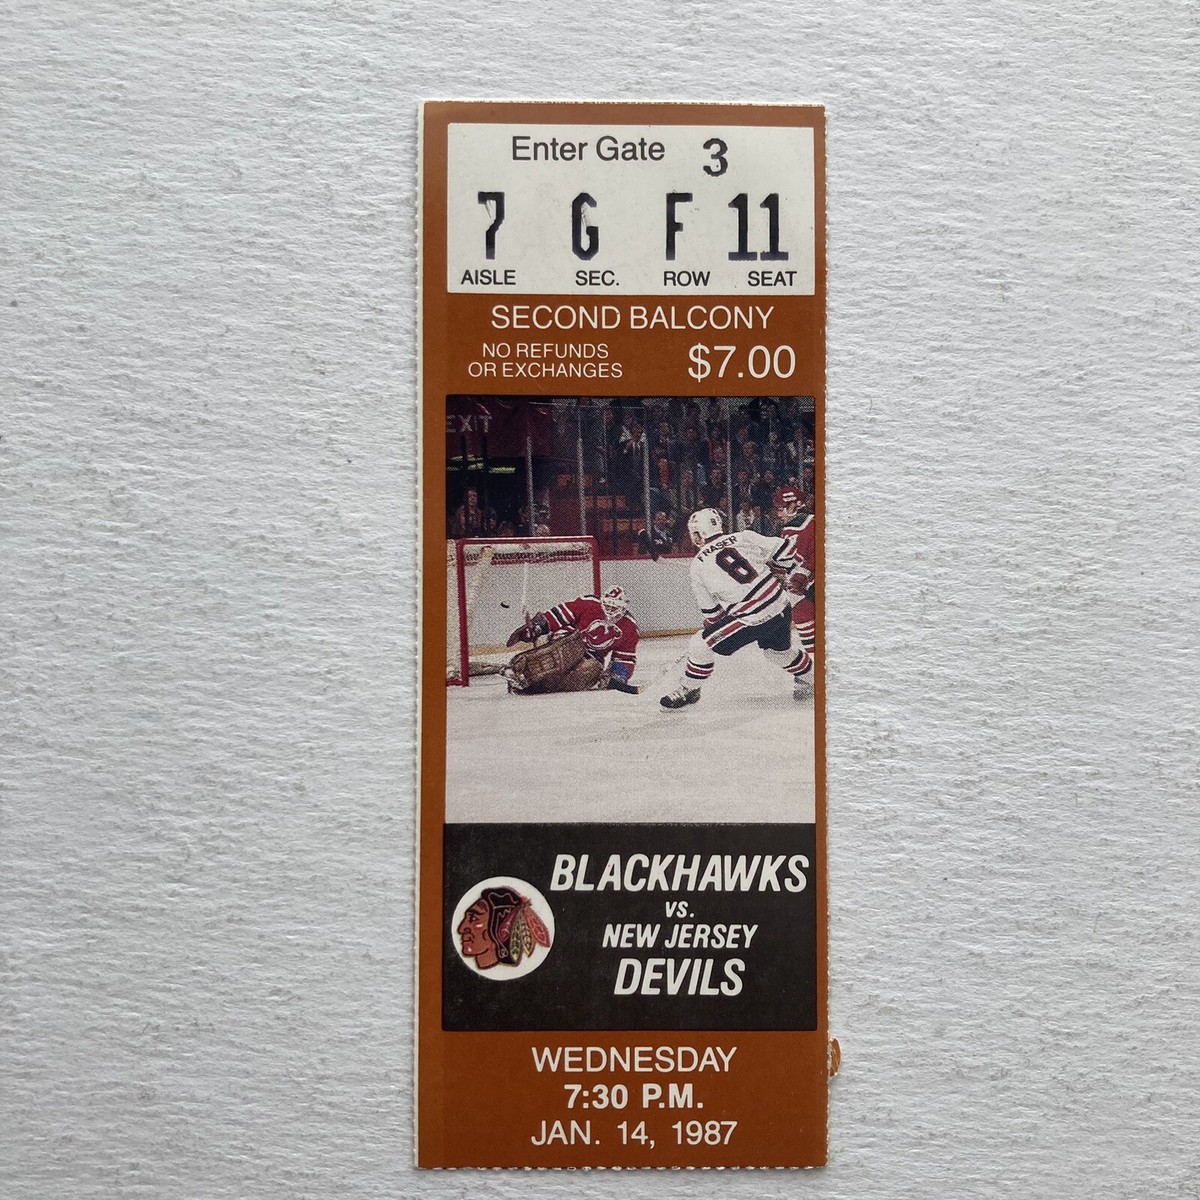 Enter Gate 3
7 G F 11
AISLE SEC. ROW SEAT
SECOND BALCONY
NO REFUNDS
OR EXCHANGES
$7.00
EXIT
FRASER
8
BLACKHAWKS
VS.
NEW JERSEY
DEVILS
WEDNESDAY
7:30 P.M.
JAN. 14, 1987